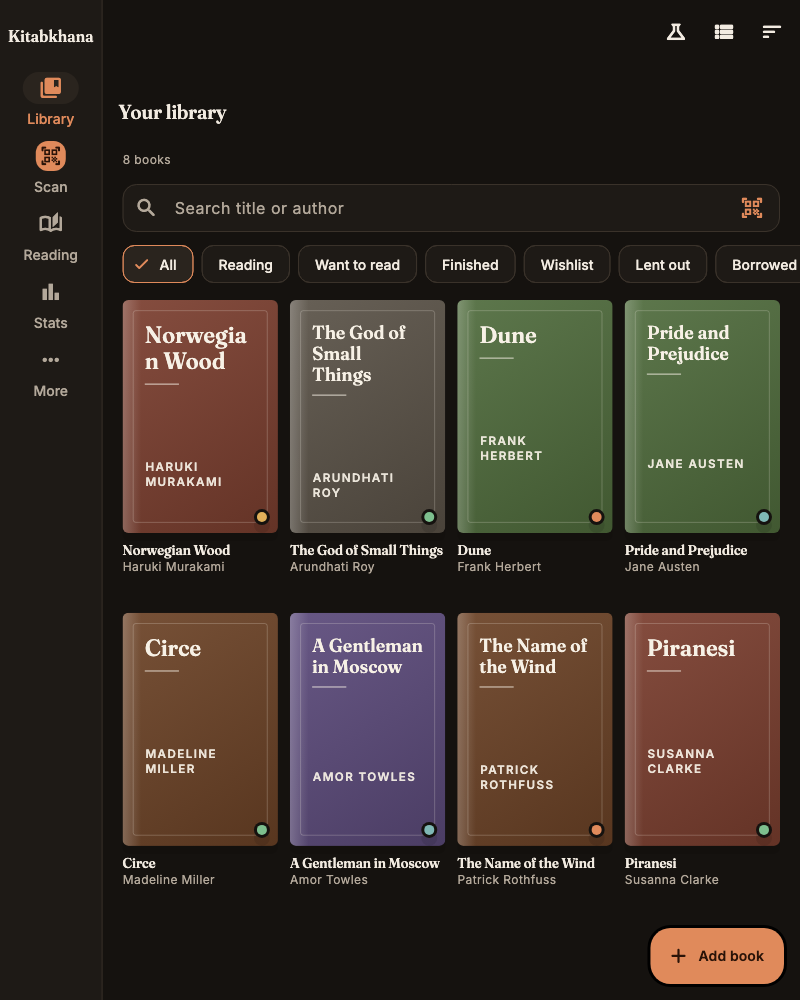 Kitabkhana
Library
Scan
Reading
Stats
More
Your library
8 books
Search title or author
All
Reading
Want to read
Finished
Wishlist
Lent out
Borrowed
Norwegia
n Wood
HARUKI
MURAKAMI
Norwegian Wood
Haruki Murakami
The God of
Small
Things
ARUNDHATI
ROY
The God of Small Things
Arundhati Roy
Dune
FRANK
HERBERT
Dune
Frank Herbert
Pride and
Prejudice
JANE AUSTEN
Pride and Prejudice
Jane Austen
Circe
MADELINE
MILLER
Circe
Madeline Miller
A Gentleman
in Moscow
AMOR TOWLES
A Gentleman in Moscow
Amor Towles
The Name of
the Wind
PATRICK
ROTHFUSS
The Name of the Wind
Patrick Rothfuss
Piranesi
SUSANNA
CLARKE
Piranesi
Susanna Clarke
Add book